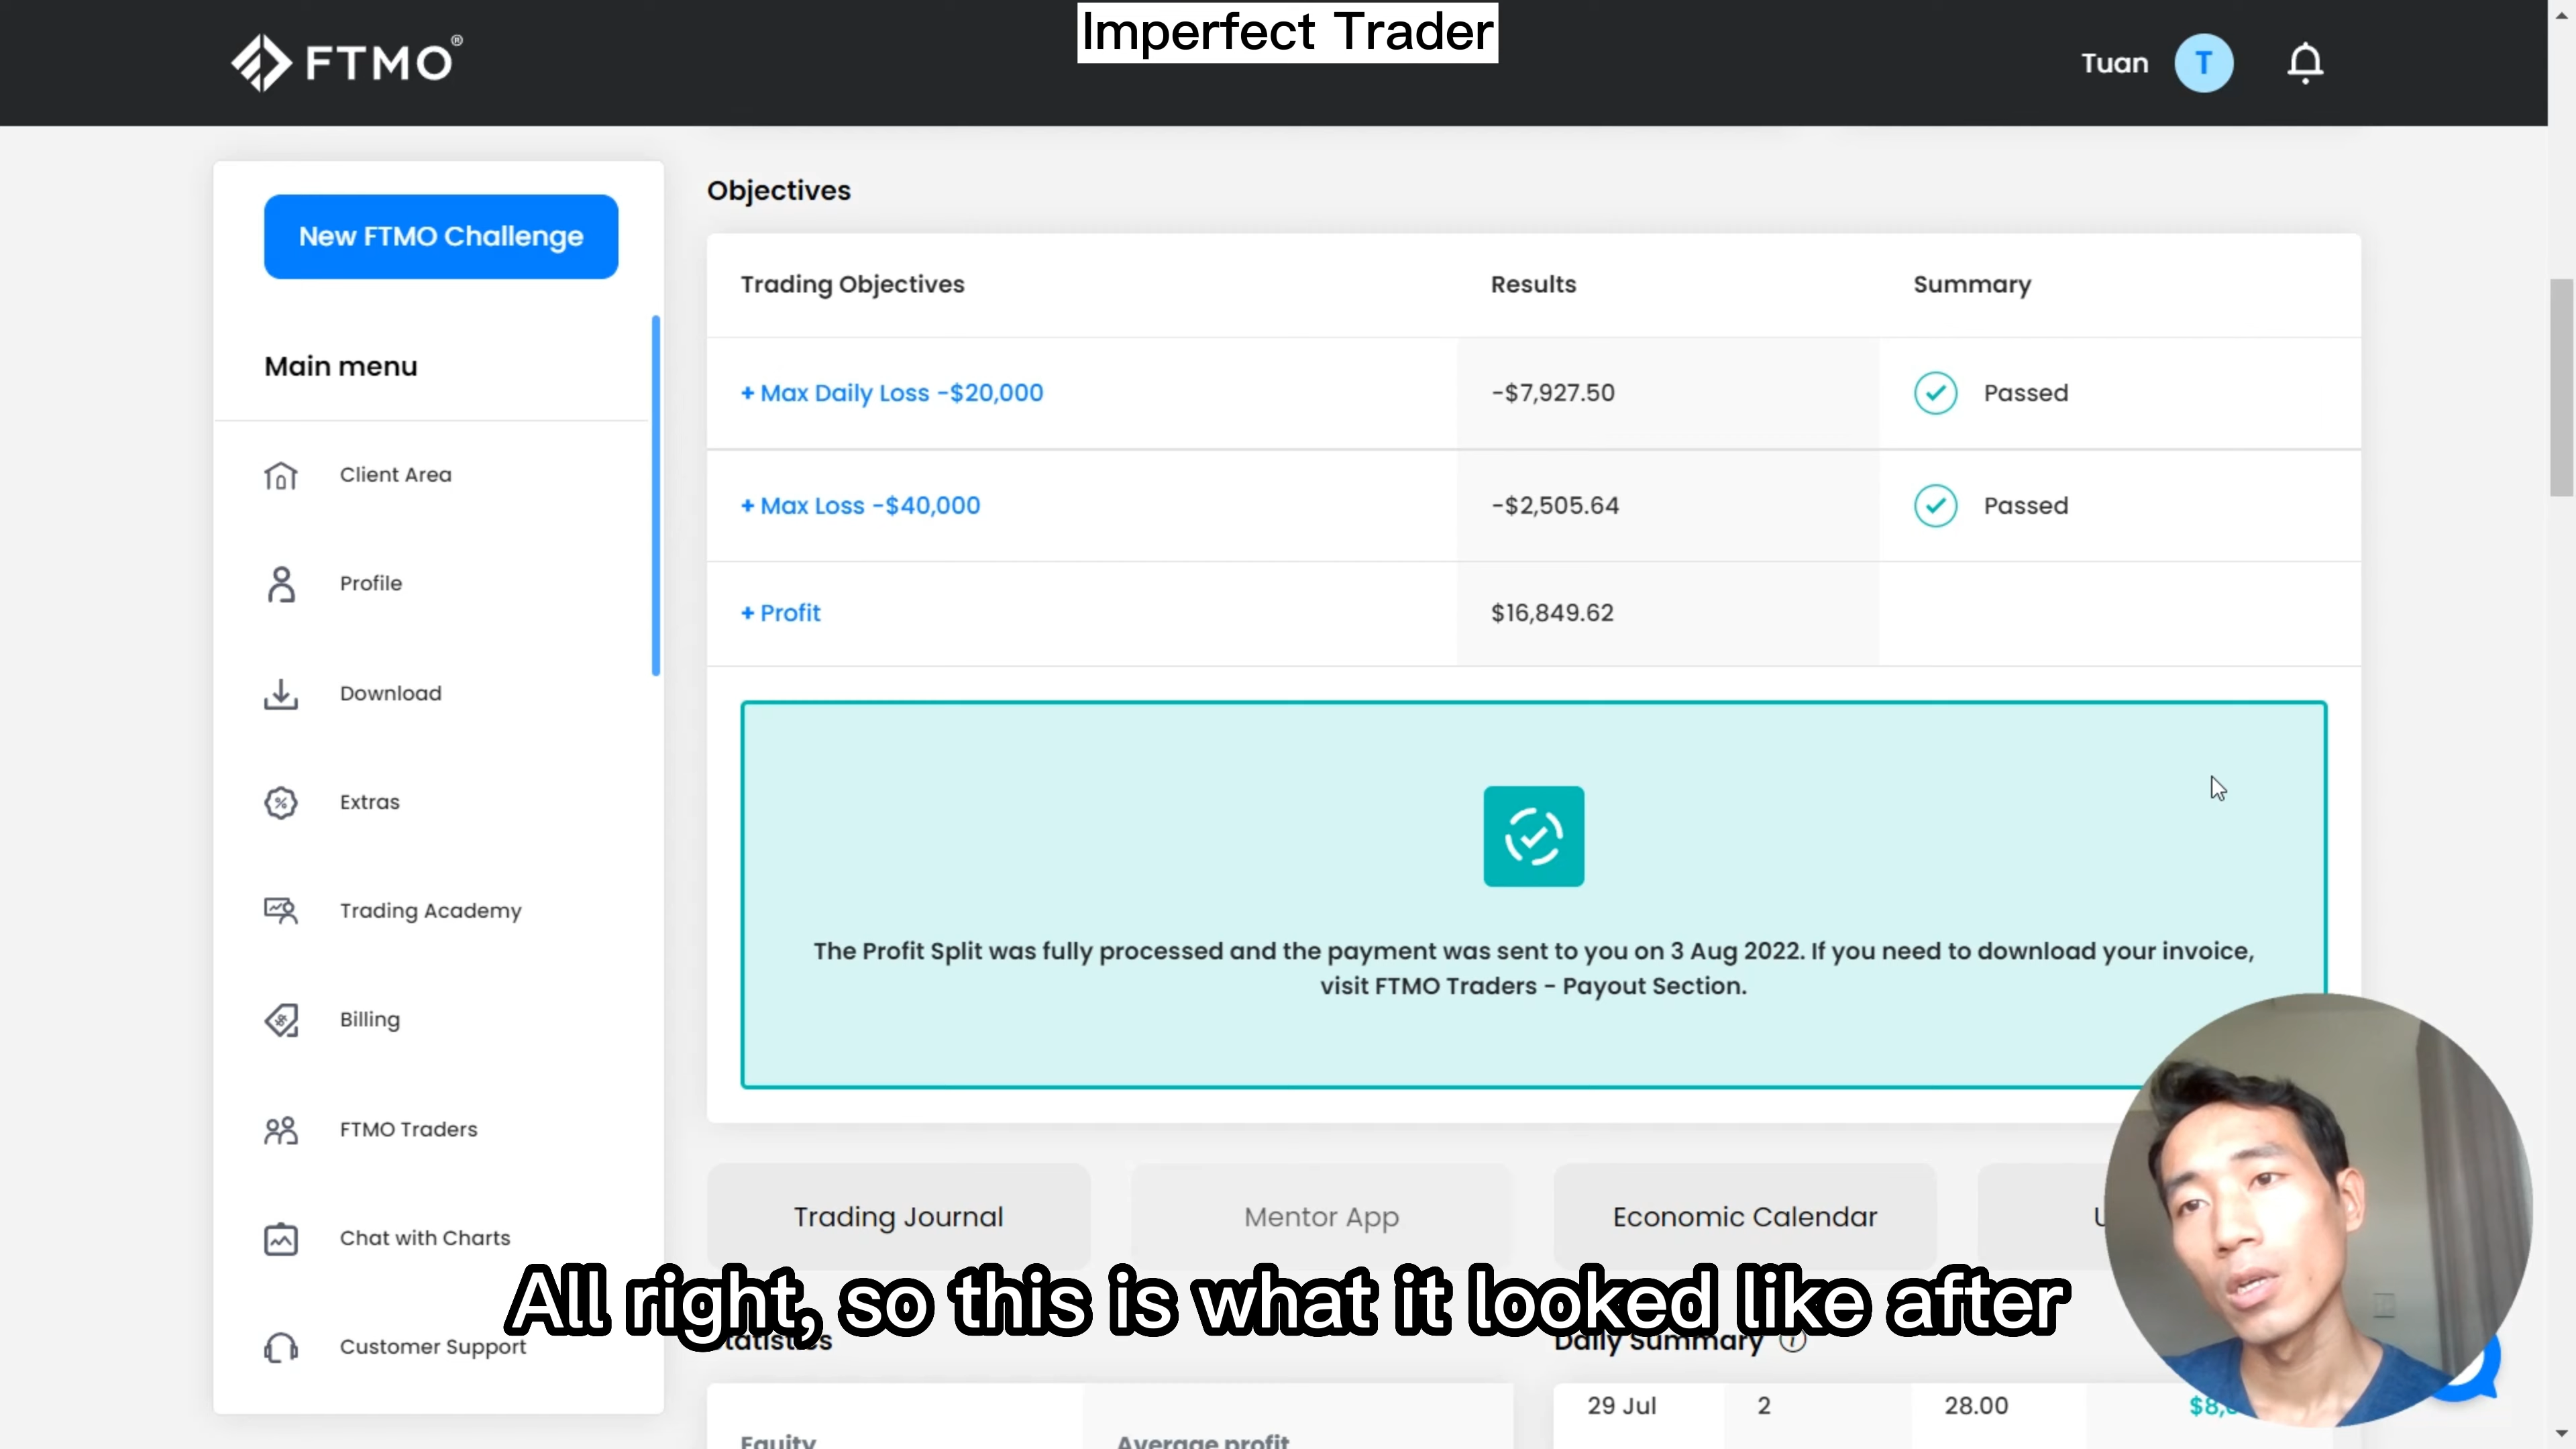 Imperfect Trader
FTMO®
Tuan
T
New FTMO Challenge
Main menu
Client Area
Profile
Download
Extras
Trading Academy
Billing
FTMO Traders
Chat with Charts
Customer Support
Objectives
Trading Objectives Results Summary
+ Max Daily Loss -$20,000 -$7,927.50 Passed
+ Max Loss -$40,000 -$2,505.64 Passed
+ Profit $16,849.62
The Profit Split was fully processed and the payment was sent to you on 3 Aug 2022. If you need to download your invoice,
visit FTMO Traders - Payout Section.
Trading Journal Mentor App Economic Calendar
All right, so this is what it looked like after
Statistics Daily Summary
29 Jul 2 28.00
Equity Average profit